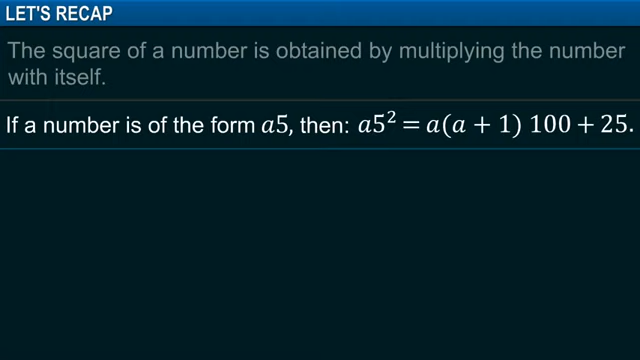 LET'S RECAP
The square of a number is obtained by multiplying the number
with itself.
If a number is of the form a5, then: a5² = a(a + 1) 100 + 25.